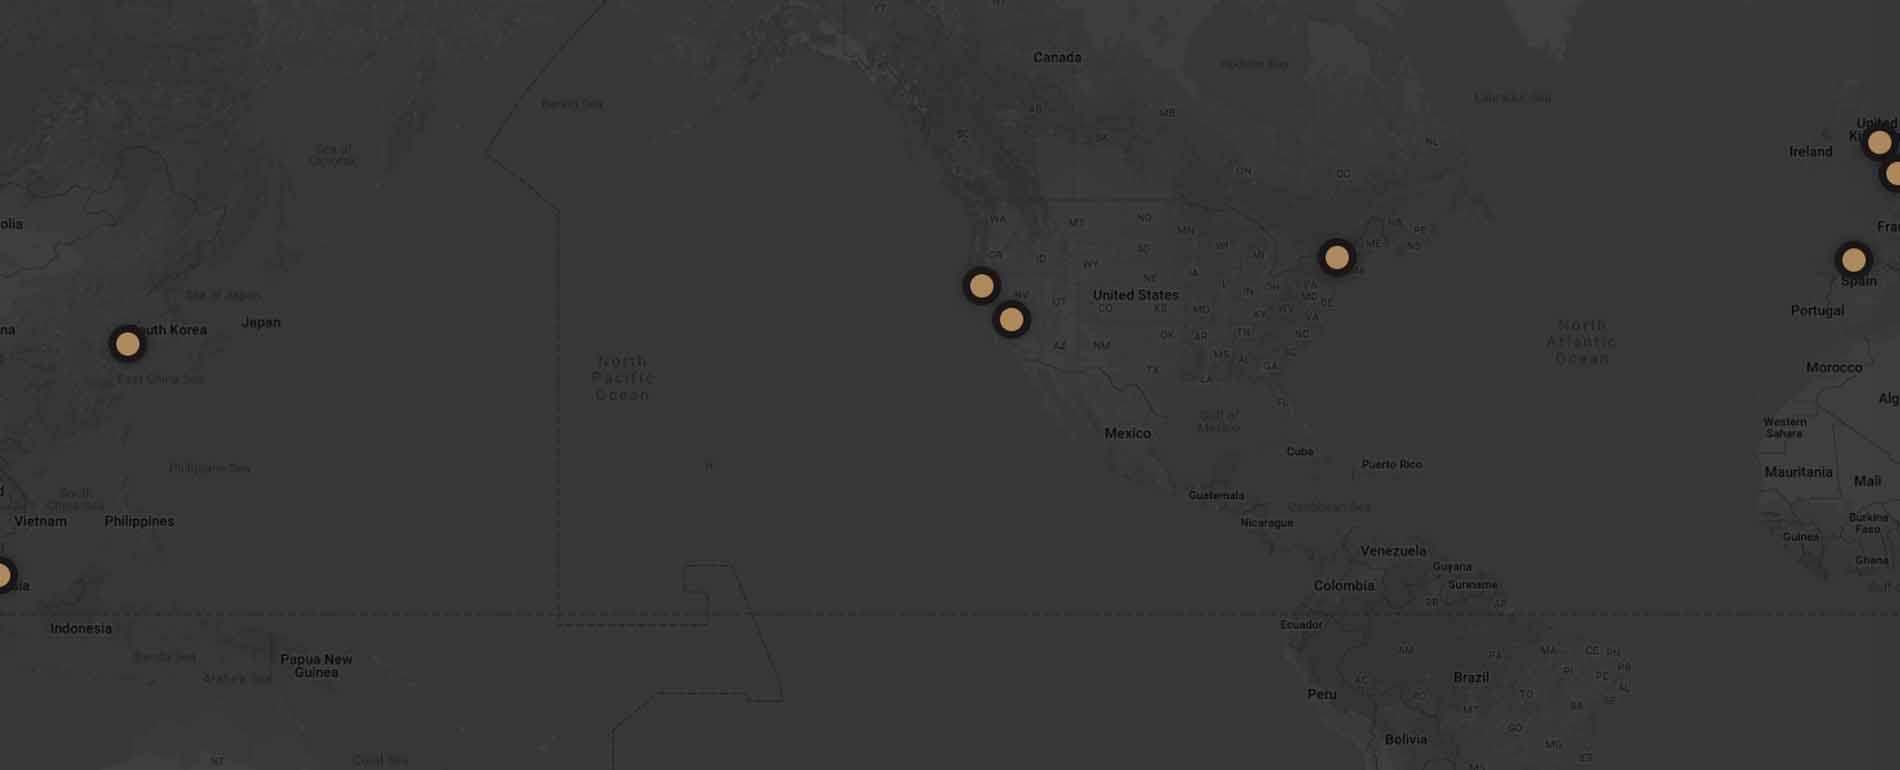 YT
NT
Canada
Hudson Bay
Bering Sea
Labrador Sea
AB
MB
United
BC
SK
NL
Ki
Sea of
Okhotsk
Ireland
ON
QC
WA
MT
ND
NB
PE
olia
MN
Fra
OR
ID
SD
WI
MI
ME
NS
WY
NE
IA
Spain
Sea of Japan
NV
UT
United States
IL
IN
OH
PA
MD
DE
CO
KS
MO
KY
WV
VA
Portugal
na
South Korea
Japan
OK
AR
TN
NC
North
Atlantic
Ocean
AZ
NM
MS
AL
SC
GA
North
Pacific
Ocean
TX
LA
Morocco
East China Sea
FL
Alg
Gulf of
Mexico
Western
Sahara
Mexico
Cuba
Puerto Rico
Philippine Sea
Mauritania
Mali
South
China Sea
Guatemala
Caribbean Sea
Vietnam
Philippines
Nicaragua
Burkina
Faso
Guinea
Venezuela
Ghana
Guyana
sia
Colombia
Suriname
RR
AP
Indonesia
Ecuador
Banda Sea
Papua New
Guinea
AM
PA
MA
CE
RN
Arafura Sea
AC
Brazil
PI
PB
PE
AL
Peru
RO
TO
SE
BA
MT
GO
Bolivia
MG
NT
Coral Sea
ES
MS